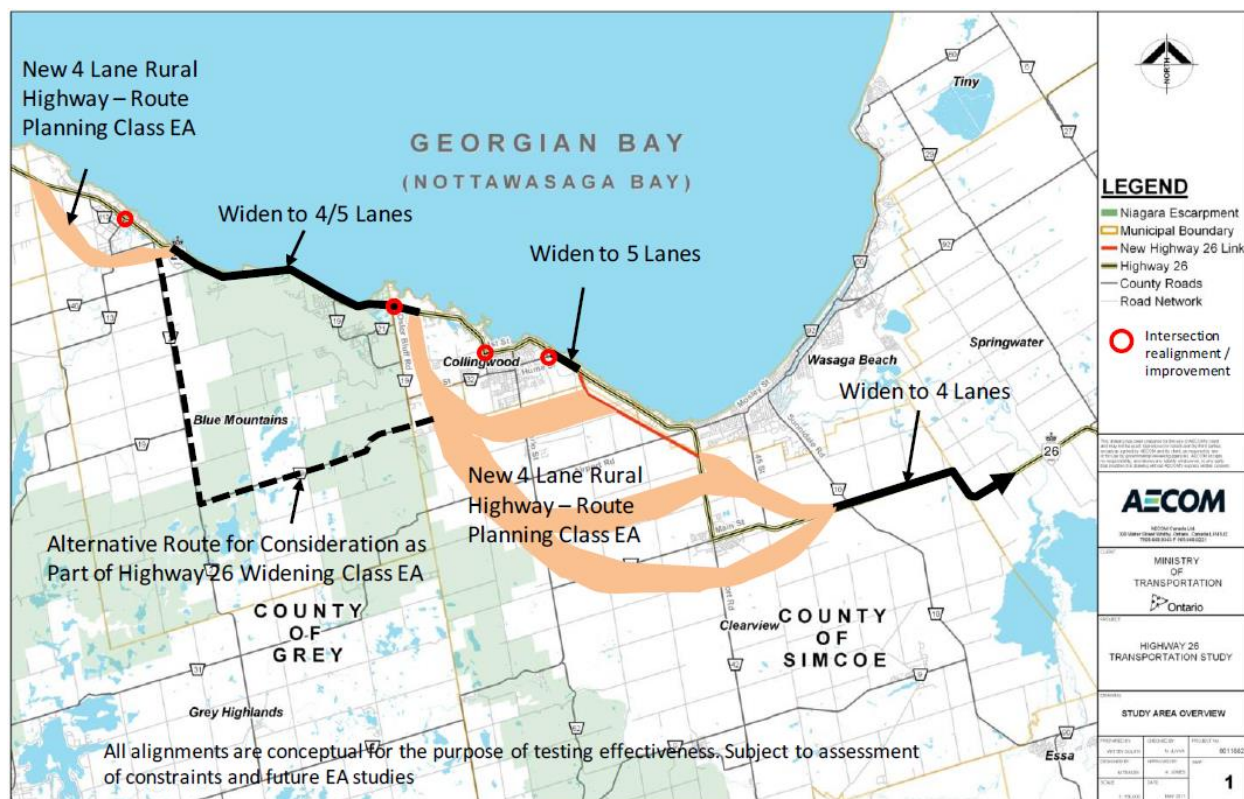 New 4 Lane Rural
Highway – Route
Planning Class EA
Widen to 4/5 Lanes
GEORGIAN BAY
(NOTTAWASAGA BAY)
Widen to 5 Lanes
Tiny
Springwater
Wasaga Beach
Widen to 4 Lanes
Collingwood
Blue Mountains
New 4 Lane Rural
Highway – Route
Planning Class EA
Alternative Route for Consideration as
Part of Highway 26 Widening Class EA
COUNTY
OF
GREY
Clearview
COUNTY
OF
SIMCOE
Grey Highlands
Essa
Mosley St
Main St
26
All alignments are conceptual for the purpose of testing effectiveness. Subject to assessment
of constraints and future EA studies
NORTH
LEGEND
Niagara Escarpment
Municipal Boundary
New Highway 26 Link
Highway 26
County Roads
Road Network
Intersection
realignment /
improvement
AECOM
MINISTRY
OF
TRANSPORTATION
Ontario
HIGHWAY 26
TRANSPORTATION STUDY
STUDY AREA OVERVIEW
1